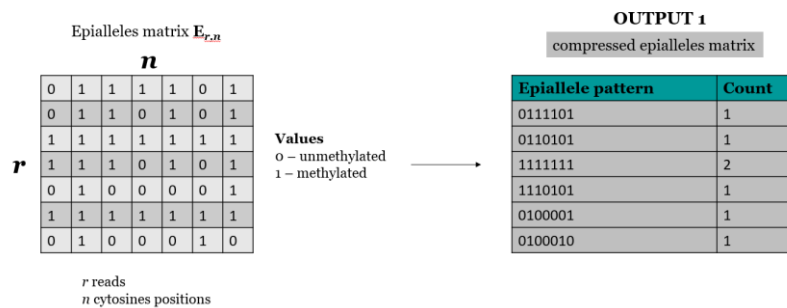 Epialleles matrix E_r,n
n
r
0 1 1 1 1 0 1
0 1 1 0 1 0 1
1 1 1 1 1 1 1
1 1 1 0 1 0 1
0 1 0 0 0 0 1
1 1 1 1 1 1 1
0 1 0 0 0 1 0
r reads
n cytosines positions
Values
0 – unmethylated
1 – methylated
OUTPUT 1
compressed epialleles matrix
Epiallele pattern Count
0111101 1
0110101 1
1111111 2
1110101 1
0100001 1
0100010 1